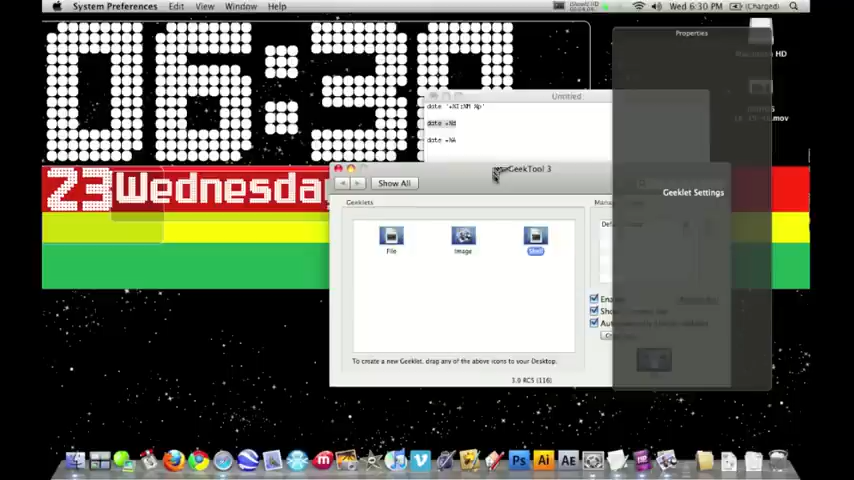 System Preferences Edit View Window Help
Wed 6:30 PM (Charged)
06:30
Properties
Untitled
date
date +%d
date +%A
23 Wednesday
GeekTool 3
Show All
Geeklet Settings
Geeklets
File
Image
Shell
To create a new Geeklet, drag any of the above icons to your Desktop.
3.0 RC5 (116)